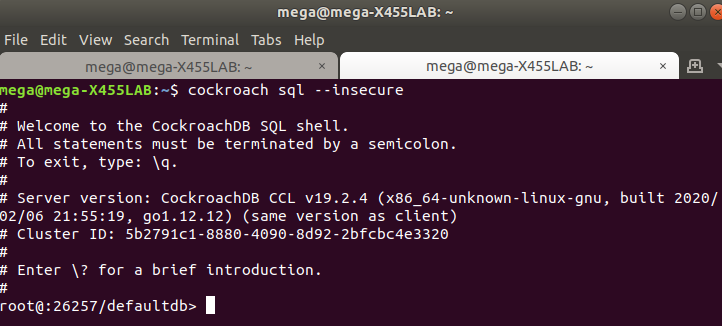 mega@mega-X455LAB: ~
File Edit View Search Terminal Tabs Help
mega@mega-X455LAB: ~ × mega@mega-X455LAB: ~ ×
mega@mega-X455LAB:~$ cockroach sql --insecure
#
# Welcome to the CockroachDB SQL shell.
# All statements must be terminated by a semicolon.
# To exit, type: \q.
#
# Server version: CockroachDB CCL v19.2.4 (x86_64-unknown-linux-gnu, built 2020/
02/06 21:55:19, go1.12.12) (same version as client)
# Cluster ID: 5b2791c1-8880-4090-8d92-2bfcbc4e3320
#
# Enter \? for a brief introduction.
#
root@:26257/defaultdb>